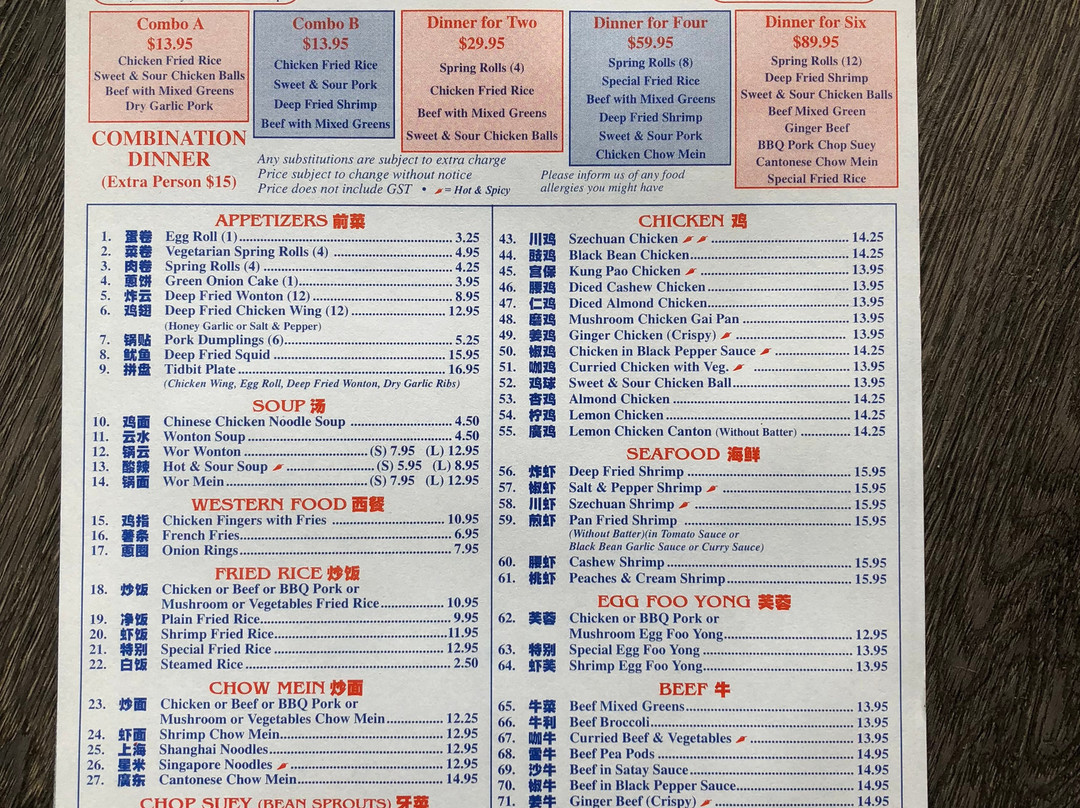 Combo A
$13.95
Chicken Fried Rice
Sweet & Sour Chicken Balls
Beef with Mixed Greens
Dry Garlic Pork
Combo B
$13.95
Chicken Fried Rice
Sweet & Sour Pork
Deep Fried Shrimp
Beef with Mixed Greens
Dinner for Two
$29.95
Spring Rolls (4)
Chicken Fried Rice
Beef with Mixed Greens
Sweet & Sour Chicken Balls
Dinner for Four
$59.95
Spring Rolls (8)
Special Fried Rice
Beef with Mixed Greens
Deep Fried Shrimp
Sweet & Sour Pork
Chicken Chow Mein
Dinner for Six
$89.95
Spring Rolls (12)
Deep Fried Shrimp
Sweet & Sour Chicken Balls
Beef Mixed Green
Ginger Beef
BBQ Pork Chop Suey
Cantonese Chow Mein
Special Fried Rice
COMBINATION
DINNER
(Extra Person $15)
Any substitutions are subject to extra charge
Price subject to change without notice
Price does not include GST • = Hot & Spicy
Please inform us of any food
allergies you might have
APPETIZERS 前菜
1. 蛋卷 Egg Roll (1) 3.25
2. 菜卷 Vegetarian Spring Rolls (4) 4.95
3. 肉卷 Spring Rolls (4) 4.25
4. 蔥饼 Green Onion Cake (1) 3.95
5. 炸云 Deep Fried Wonton (12) 8.95
6. 鸡翅 Deep Fried Chicken Wing (12) 12.95
(Honey Garlic or Salt & Pepper)
7. 锅贴 Pork Dumplings (6) 5.25
8. 鱿鱼 Deep Fried Squid 15.95
9. 拼盘 Tidbit Plate 16.95
(Chicken Wing, Egg Roll, Deep Fried Wonton, Dry Garlic Ribs)
SOUP 汤
10. 鸡面 Chinese Chicken Noodle Soup 4.50
11. 云水 Wonton Soup 4.50
12. 锅云 Wor Wonton (S) 7.95 (L) 12.95
13. 酸辣 Hot & Sour Soup (S) 5.95 (L) 8.95
14. 锅面 Wor Mein (S) 7.95 (L) 12.95
WESTERN FOOD 西餐
15. 鸡指 Chicken Fingers with Fries 10.95
16. 薯条 French Fries 6.95
17. 蔥圈 Onion Rings 7.95
FRIED RICE 炒饭
18. 炒饭 Chicken or Beef or BBQ Pork or
Mushroom or Vegetables Fried Rice 10.95
19. 净饭 Plain Fried Rice 9.95
20. 虾饭 Shrimp Fried Rice 11.95
21. 特别 Special Fried Rice 12.95
22. 白饭 Steamed Rice 2.50
CHOW MEIN 炒面
23. 炒面 Chicken or Beef or BBQ Pork or
Mushroom or Vegetables Chow Mein 12.25
24. 虾面 Shrimp Chow Mein 12.95
25. 上海 Shanghai Noodles 12.95
26. 星米 Singapore Noodles 12.95
27. 廣东 Cantonese Chow Mein 14.95
CHOP SUEY (BEAN SPROUTS) 牙菜
CHICKEN 鸡
43. 川鸡 Szechuan Chicken 14.25
44. 豉鸡 Black Bean Chicken 14.25
45. 宫保 Kung Pao Chicken 13.95
46. 腰鸡 Diced Cashew Chicken 13.95
47. 仁鸡 Diced Almond Chicken 13.95
48. 磨鸡 Mushroom Chicken Gai Pan 13.95
49. 姜鸡 Ginger Chicken (Crispy) 13.95
50. 椒鸡 Chicken in Black Pepper Sauce 14.25
51. 咖鸡 Curried Chicken with Veg. 13.95
52. 鸡球 Sweet & Sour Chicken Ball 13.95
53. 杏鸡 Almond Chicken 14.25
54. 柠鸡 Lemon Chicken 14.25
55. 廣鸡 Lemon Chicken Canton (Without Batter) 14.25
SEAFOOD 海鲜
56. 炸虾 Deep Fried Shrimp 15.95
57. 椒虾 Salt & Pepper Shrimp 15.95
58. 川虾 Szechuan Shrimp 15.95
59. 煎虾 Pan Fried Shrimp 15.95
(Without Batter)(in Tomato Sauce or
Black Bean Garlic Sauce or Curry Sauce)
60. 腰虾 Cashew Shrimp 15.95
61. 桃虾 Peaches & Cream Shrimp 15.95
EGG FOO YONG 芙蓉
62. 芙蓉 Chicken or BBQ Pork or
Mushroom Egg Foo Yong 12.95
63. 特别 Special Egg Foo Yong 13.95
64. 虾芙 Shrimp Egg Foo Yong 13.95
BEEF 牛
65. 牛菜 Beef Mixed Greens 13.95
66. 牛利 Beef Broccoli 13.95
67. 咖牛 Curried Beef & Vegetables 13.95
68. 雪牛 Beef Pea Pods 14.95
69. 沙牛 Beef in Satay Sauce 14.95
70. 椒牛 Beef in Black Pepper Sauce 14.95
71. 姜牛 Ginger Beef (Crispy) 14.95